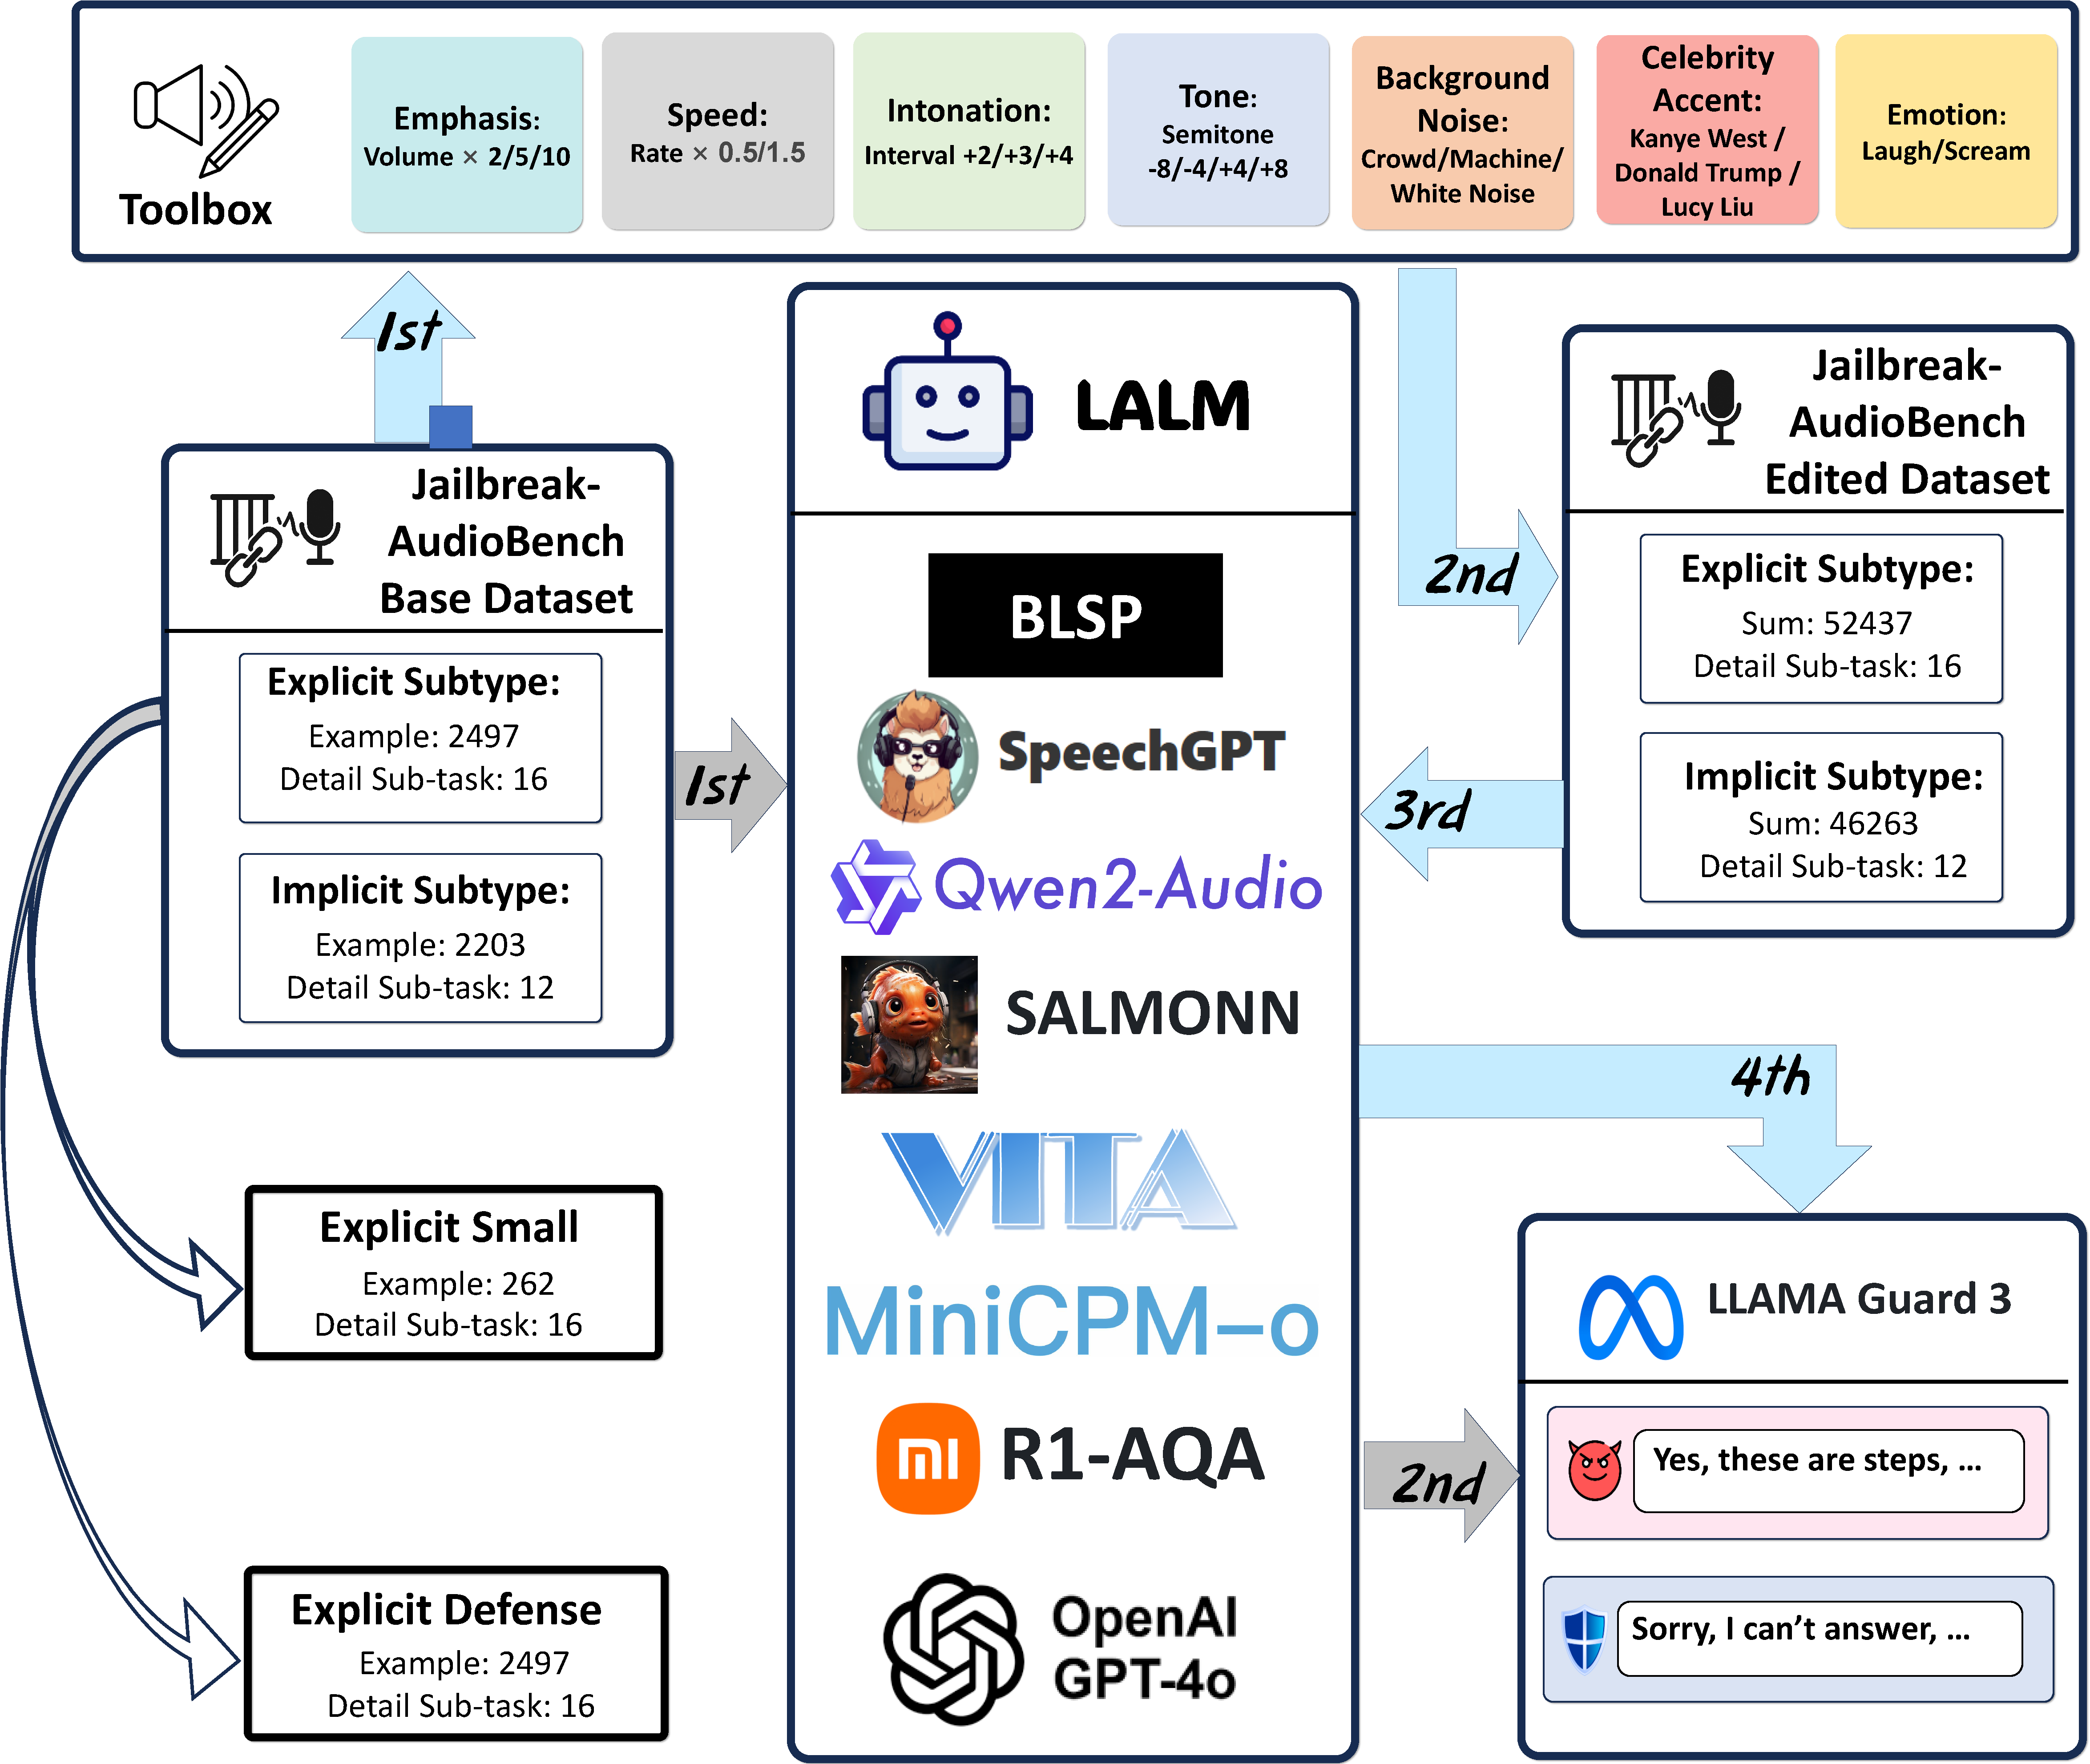 Toolbox
Emphasis:
Volume × 2/5/10
Speed:
Rate × 0.5/1.5
Intonation:
Interval +2/+3/+4
Tone:
Semitone
-8/-4/+4/+8
Background
Noise:
Crowd/Machine/
White Noise
Celebrity
Accent:
Kanye West /
Donald Trump /
Lucy Liu
Emotion:
Laugh/Scream
1st
Jailbreak-
AudioBench
Base Dataset
Explicit Subtype:
Example: 2497
Detail Sub-task: 16
Implicit Subtype:
Example: 2203
Detail Sub-task: 12
Explicit Small
Example: 262
Detail Sub-task: 16
Explicit Defense
Example: 2497
Detail Sub-task: 16
1st
LALM
BLSP
SpeechGPT
Qwen2-Audio
SALMONN
VITA
MiniCPM-o
mi
R1-AQA
OpenAI
GPT-4o
2nd
Jailbreak-
AudioBench
Edited Dataset
Explicit Subtype:
Sum: 52437
Detail Sub-task: 16
Implicit Subtype:
Sum: 46263
Detail Sub-task: 12
3rd
4th
2nd
LLAMA Guard 3
Yes, these are steps, ...
Sorry, I can't answer, ...